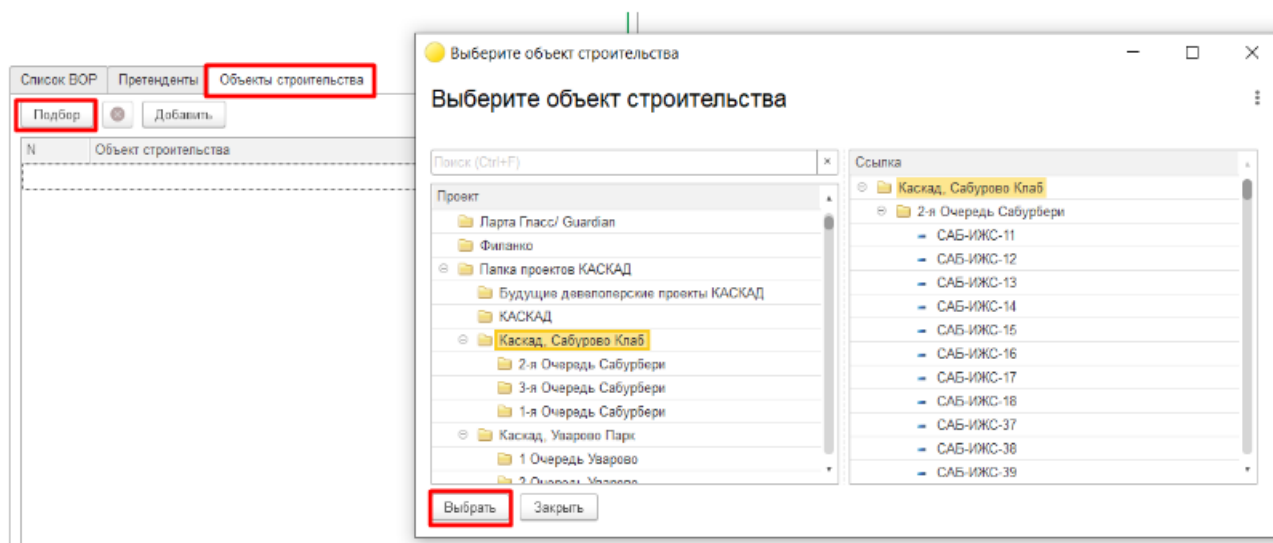 Список ВОР Претенденты Объекты строительства
Подбор Добавить
N Объект строительства
Выберите объект строительства
Выберите объект строительства
Поиск (Ctrl+F)
Проект
Ларта Гласс/ Guardian
Филанко
Папка проектов КАСКАД
Будущие девелоперские проекты КАСКАД
КАСКАД
Каскад, Сабурово Клаб
2-я Очередь Сабурбери
3-я Очередь Сабурбери
1-я Очередь Сабурбери
Каскад, Уварово Парк
1 Очередь Уварово
2 Очередь Уварово
Ссылка
Каскад, Сабурово Клаб
2-я Очередь Сабурбери
САБ-ИЖС-11
САБ-ИЖС-12
САБ-ИЖС-13
САБ-ИЖС-14
САБ-ИЖС-15
САБ-ИЖС-16
САБ-ИЖС-17
САБ-ИЖС-18
САБ-ИЖС-37
САБ-ИЖС-38
САБ-ИЖС-39
Выбрать Закрыть